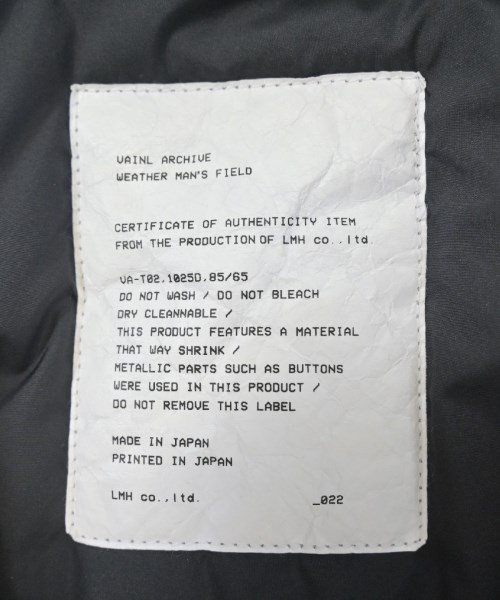 VAINL ARCHIVE
WEATHER MAN'S FIELD
CERTIFICATE OF AUTHENTICITY ITEM
FROM THE PRODUCTION OF LMH co.,ltd.
VA-T02.1025D.85/65
DO NOT WASH / DO NOT BLEACH
DRY CLEANNABLE /
THIS PRODUCT FEATURES A MATERIAL
THAT WAY SHRINK /
METALLIC PARTS SUCH AS BUTTONS
WERE USED IN THIS PRODUCT /
DO NOT REMOVE THIS LABEL
MADE IN JAPAN
PRINTED IN JAPAN
LMH co.,ltd. _022